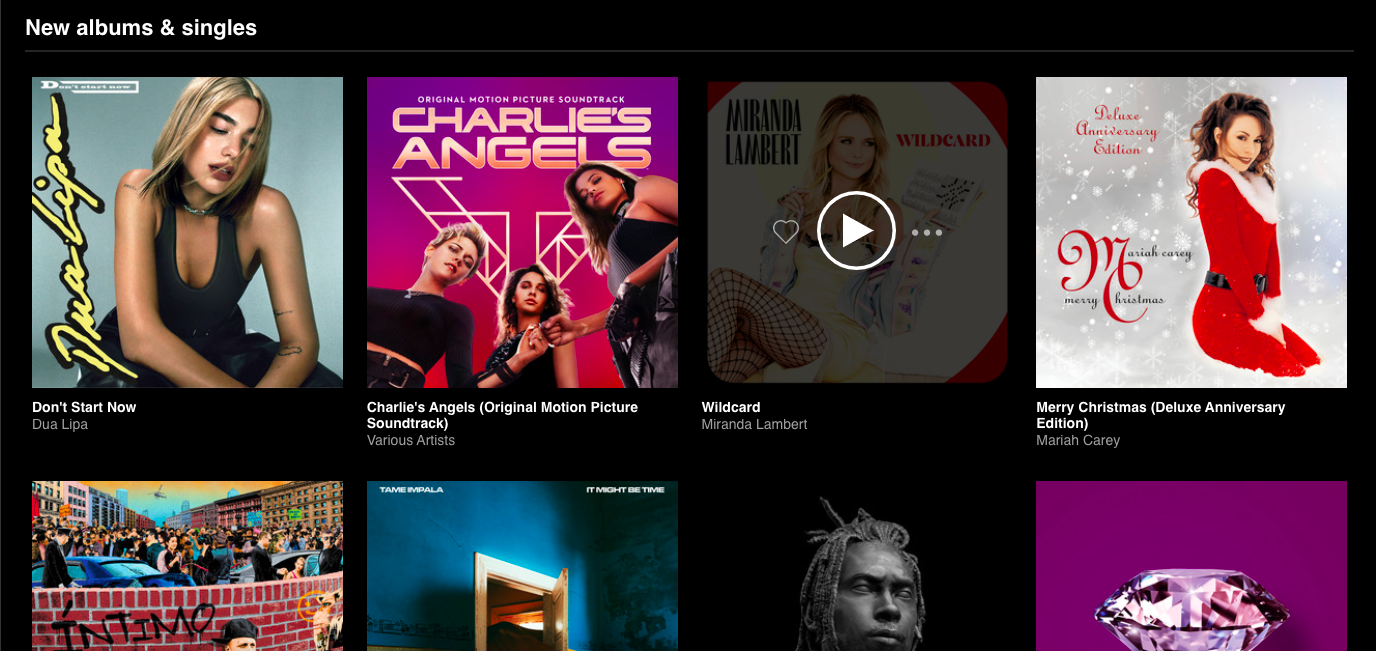 New albums & singles
Don't start now
Dua Lipa
ORIGINAL MOTION PICTURE SOUNDTRACK
CHARLIE'S
ANGELS
MIRANDA
LAMBERT
WILDCARD
Deluxe
Anniversary
Edition
Mariah carey
merry Christmas
Don't Start Now
Dua Lipa
Charlie's Angels (Original Motion Picture
Soundtrack)
Various Artists
Wildcard
Miranda Lambert
Merry Christmas (Deluxe Anniversary
Edition)
Mariah Carey
ÍNTIMO
TAME IMPALA
IT MIGHT BE TIME